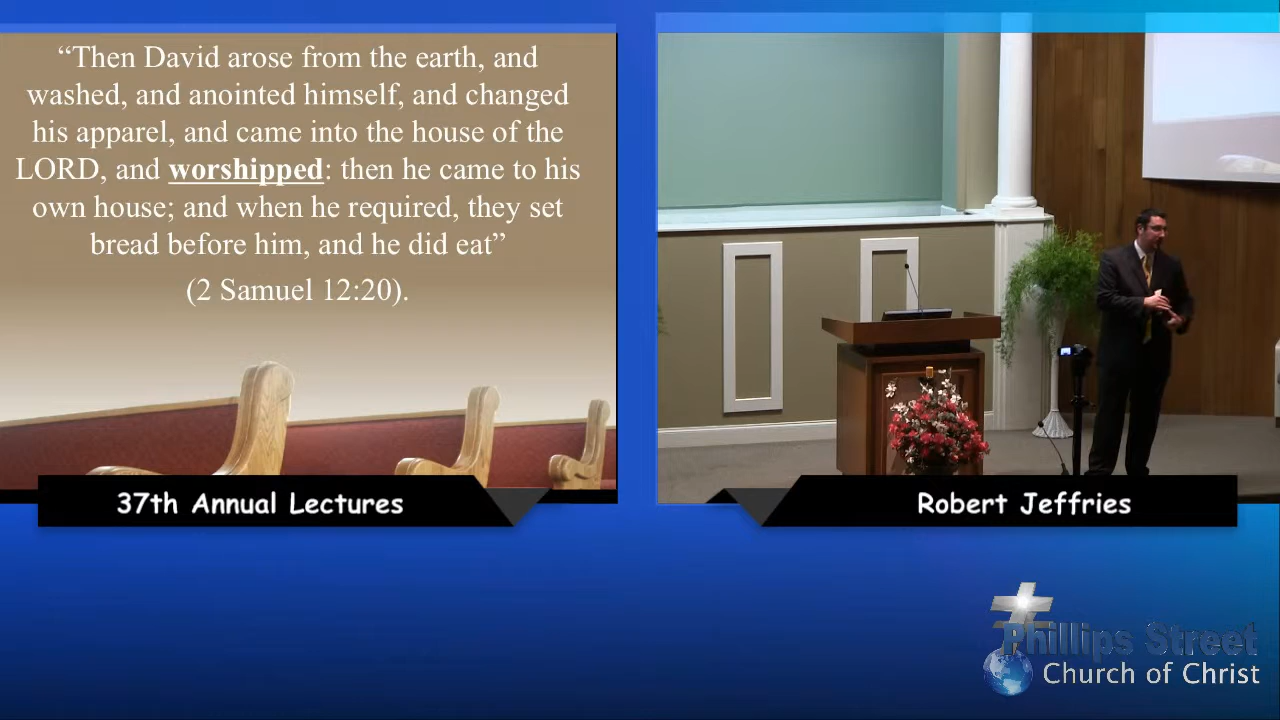 “Then David arose from the earth, and
washed, and anointed himself, and changed
his apparel, and came into the house of the
LORD, and worshipped: then he came to his
own house; and when he required, they set
bread before him, and he did eat”
(2 Samuel 12:20).
37th Annual Lectures
Robert Jeffries
Phillips Street
Church of Christ